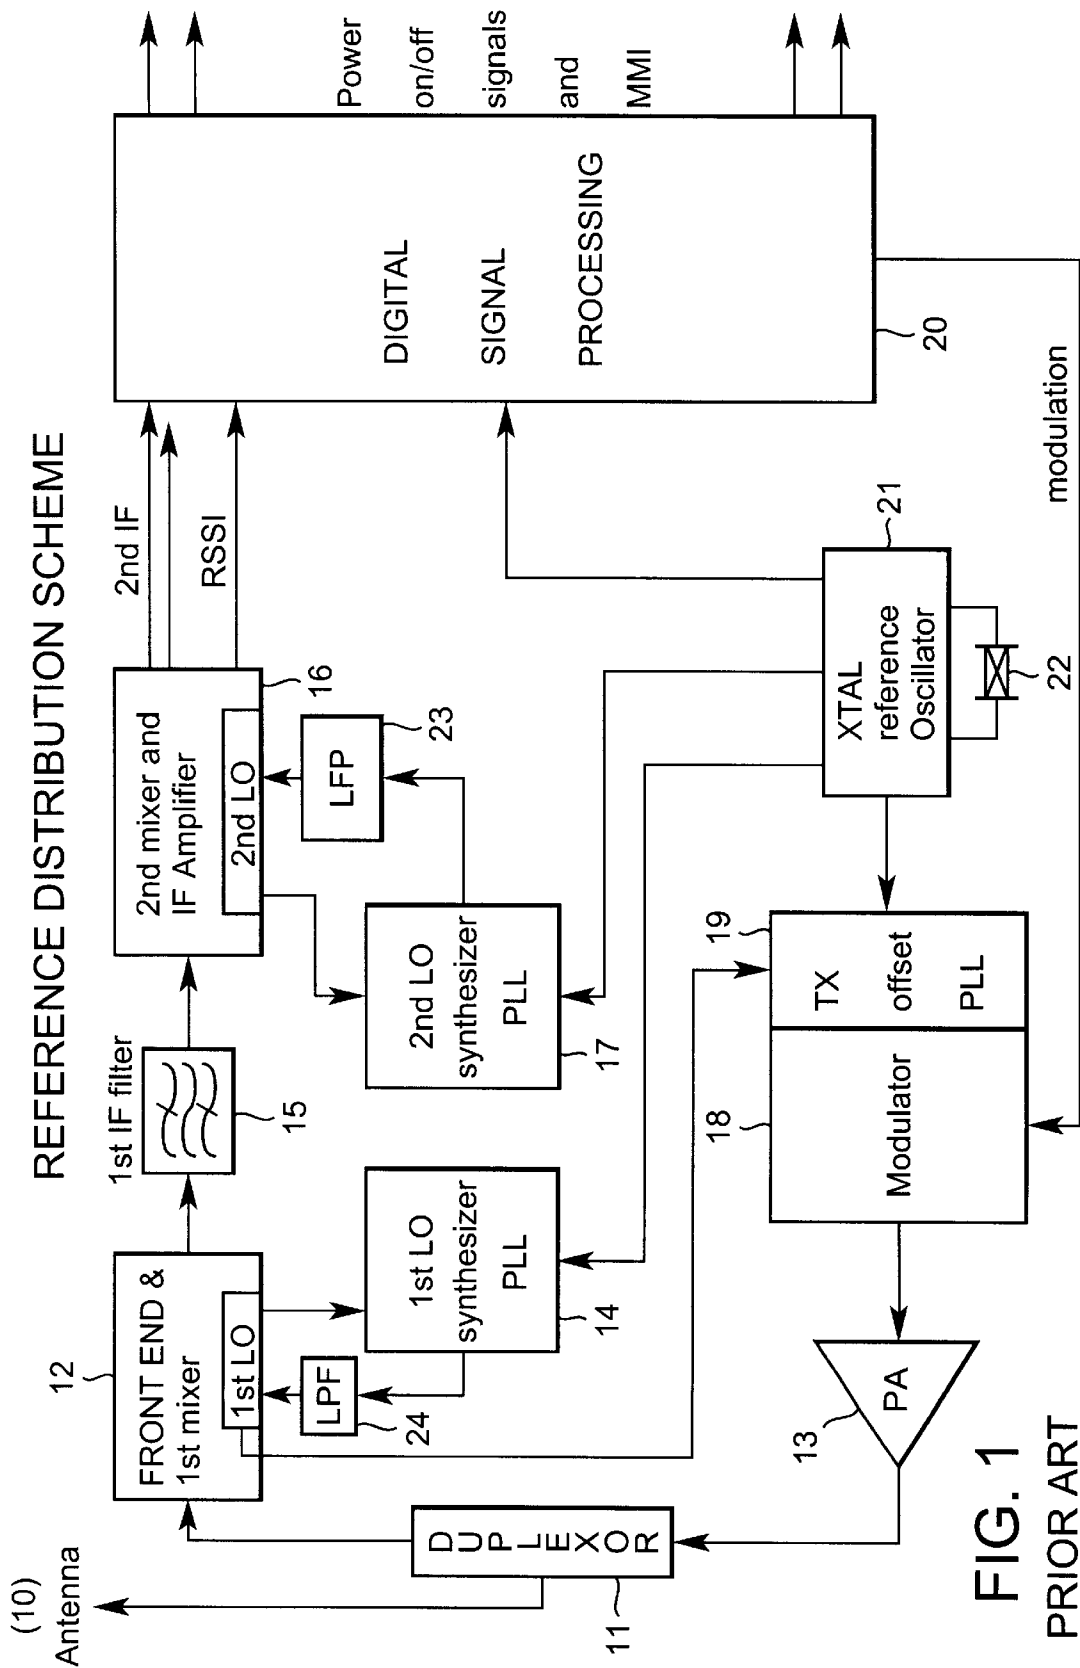 REFERENCE DISTRIBUTION SCHEME
(10)
Antenna
12
FRONT END &
1st mixer
1st LO
1st IF filter
15
2nd mixer and
IF Amplifier
2nd LO
16
2nd IF
RSSI
LPF
24
1st LO
synthesizer
PLL
14
LFP
23
2nd LO
synthesizer
PLL
17
DIGITAL
SIGNAL
PROCESSING
20
Power
on/off
signals
and
MMI
DUPLEXOR
11
13
PA
18
Modulator
19
TX
offset
PLL
XTAL
reference
Oscillator
21
22
modulation
FIG. 1
PRIOR ART